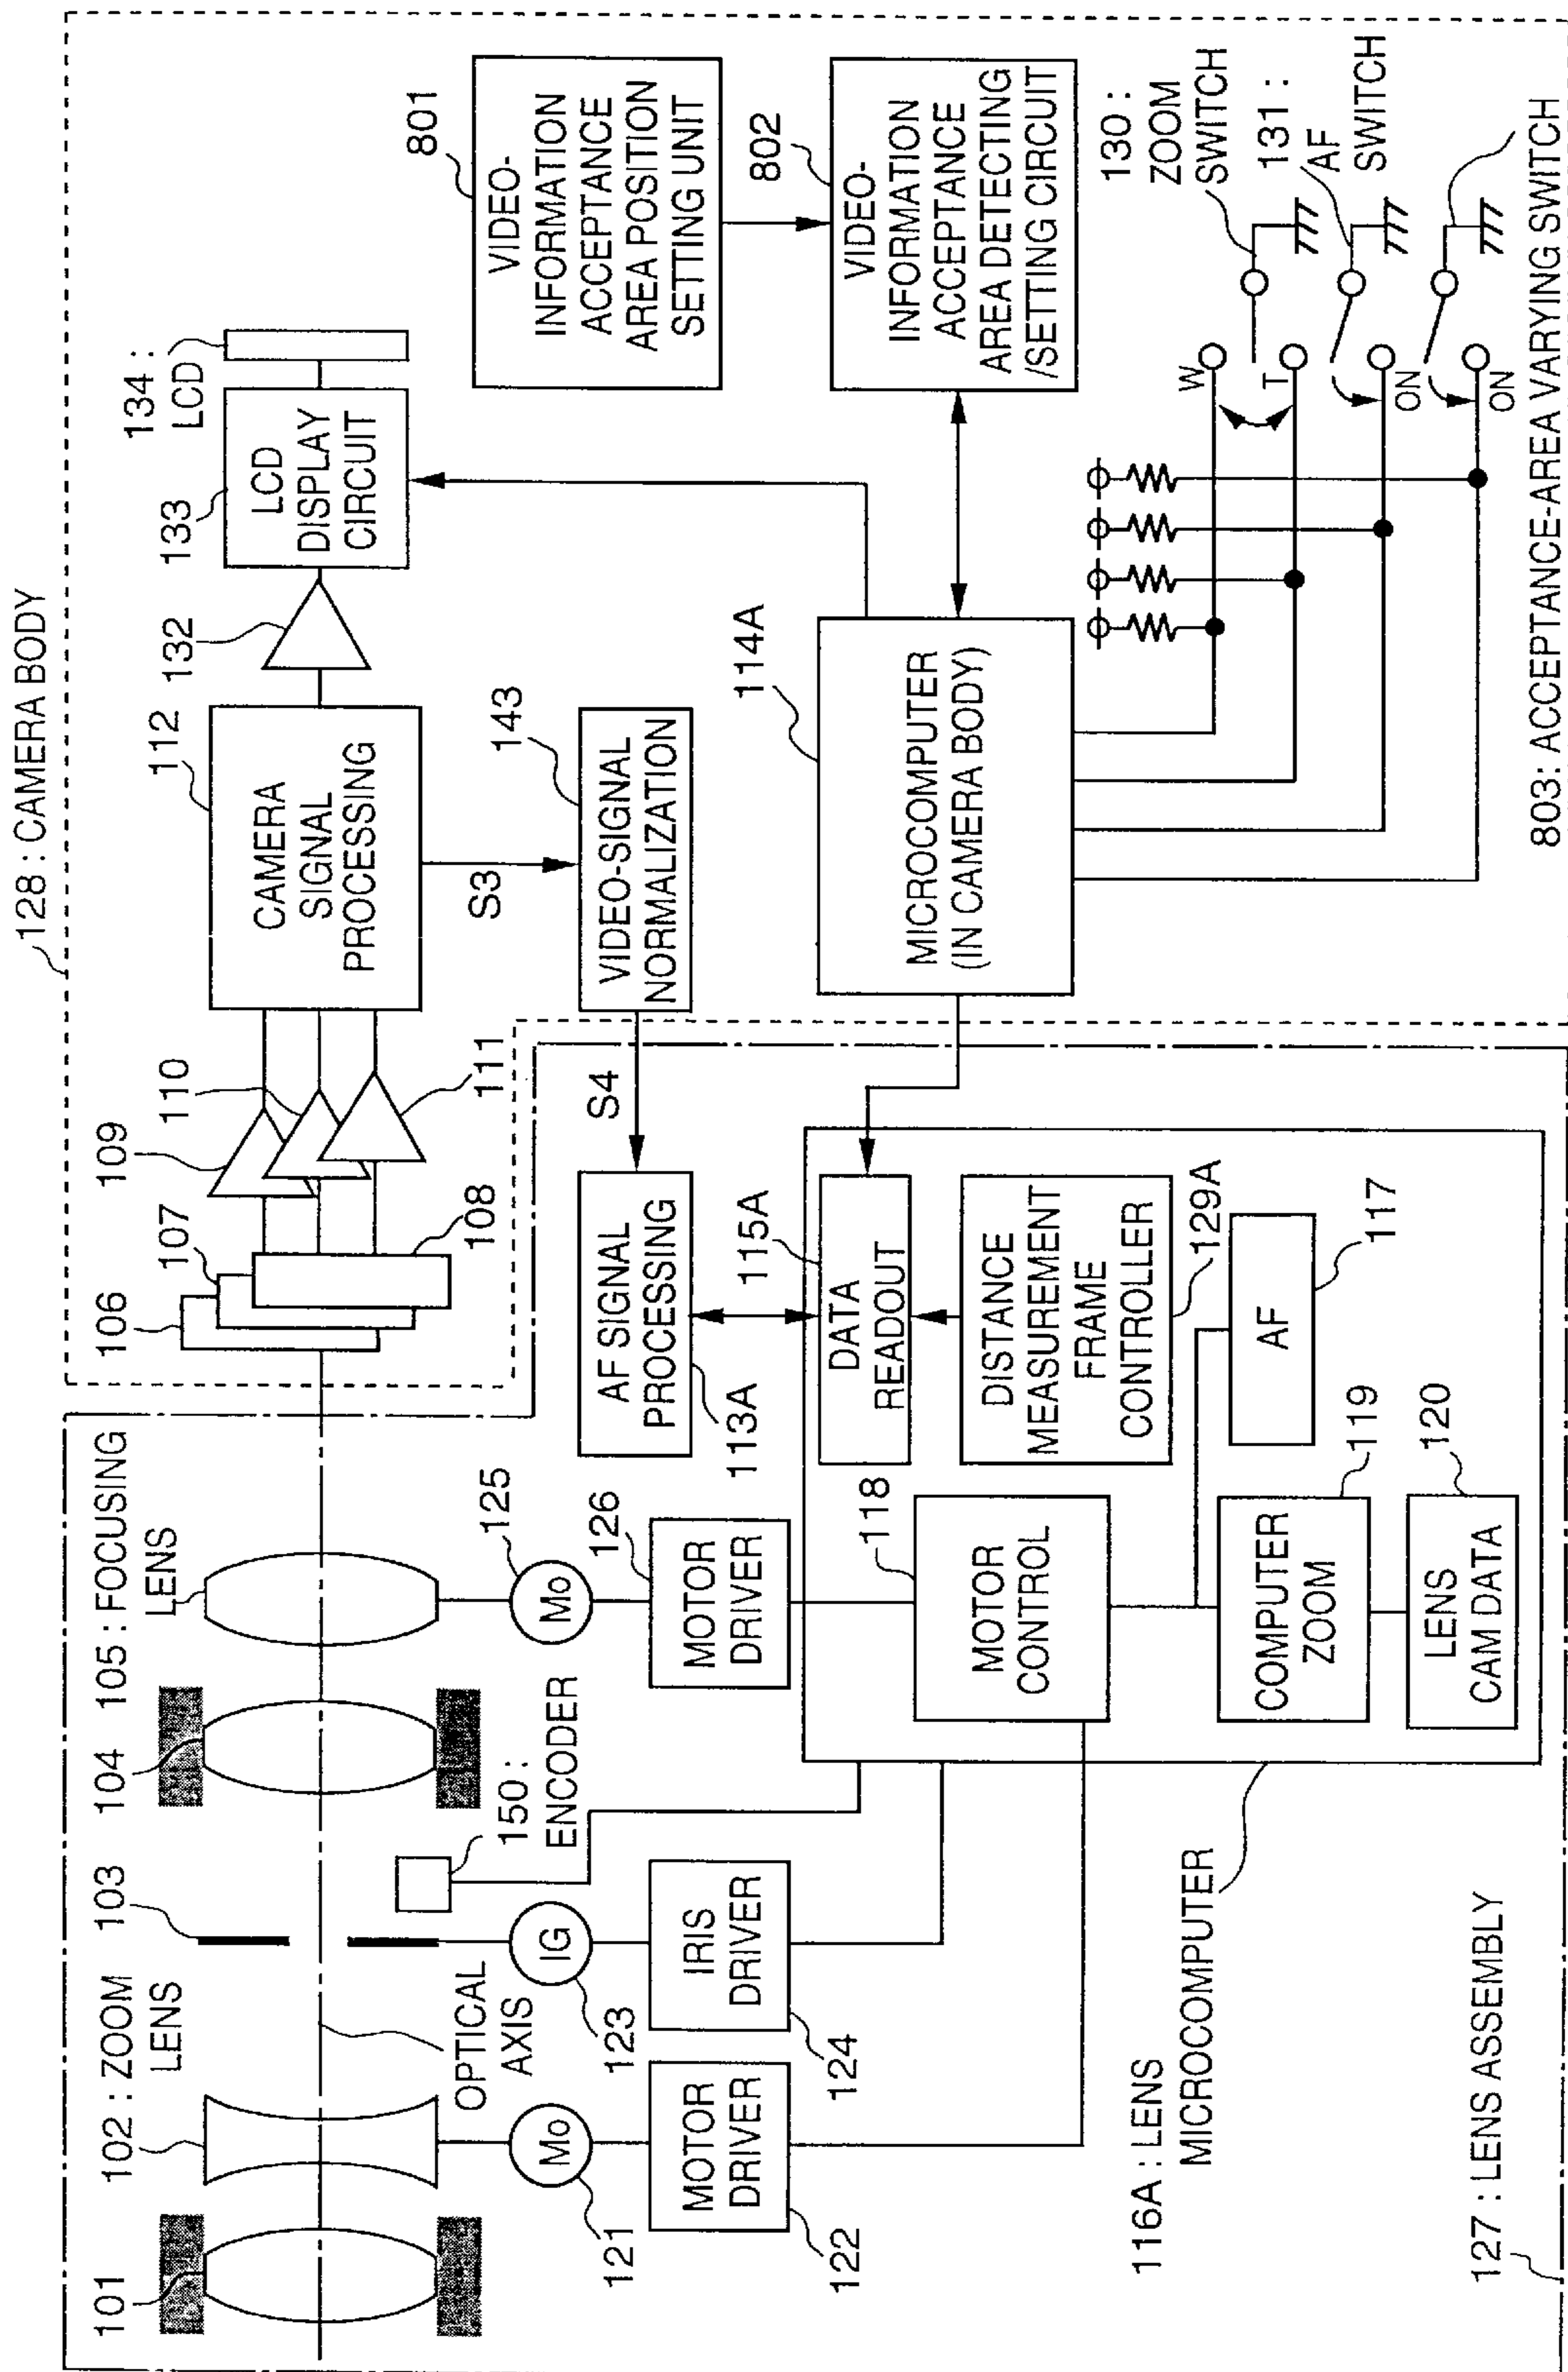 128 : CAMERA BODY
134 :
LCD
133
LCD
DISPLAY
CIRCUIT
132
112
CAMERA
SIGNAL
PROCESSING
109
110
111
106
107
108
801
VIDEO-
INFORMATION
ACCEPTANCE
AREA POSITION
SETTING UNIT
802
VIDEO-
INFORMATION
ACCEPTANCE
AREA DETECTING
/SETTING CIRCUIT
S3
143
VIDEO-SIGNAL
NORMALIZATION
S4
114A
MICROCOMPUTER
(IN CAMERA BODY)
130 :
ZOOM
SWITCH
131 :
AF
SWITCH
W
T
ON
ON
803 : ACCEPTANCE-AREA VARYING SWITCH
101
102 : ZOOM
LENS
103
104
105 : FOCUSING
LENS
OPTICAL
AXIS
150 :
ENCODER
Mo
121
MOTOR
DRIVER
122
IG
123
IRIS
DRIVER
124
Mo
125
126
MOTOR
DRIVER
AF SIGNAL
PROCESSING
113A
115A
DATA
READOUT
DISTANCE
MEASUREMENT
FRAME
CONTROLLER
129A
118
MOTOR
CONTROL
AF
117
119
COMPUTER
ZOOM
120
LENS
CAM DATA
116A : LENS
MICROCOMPUTER
127 : LENS ASSEMBLY